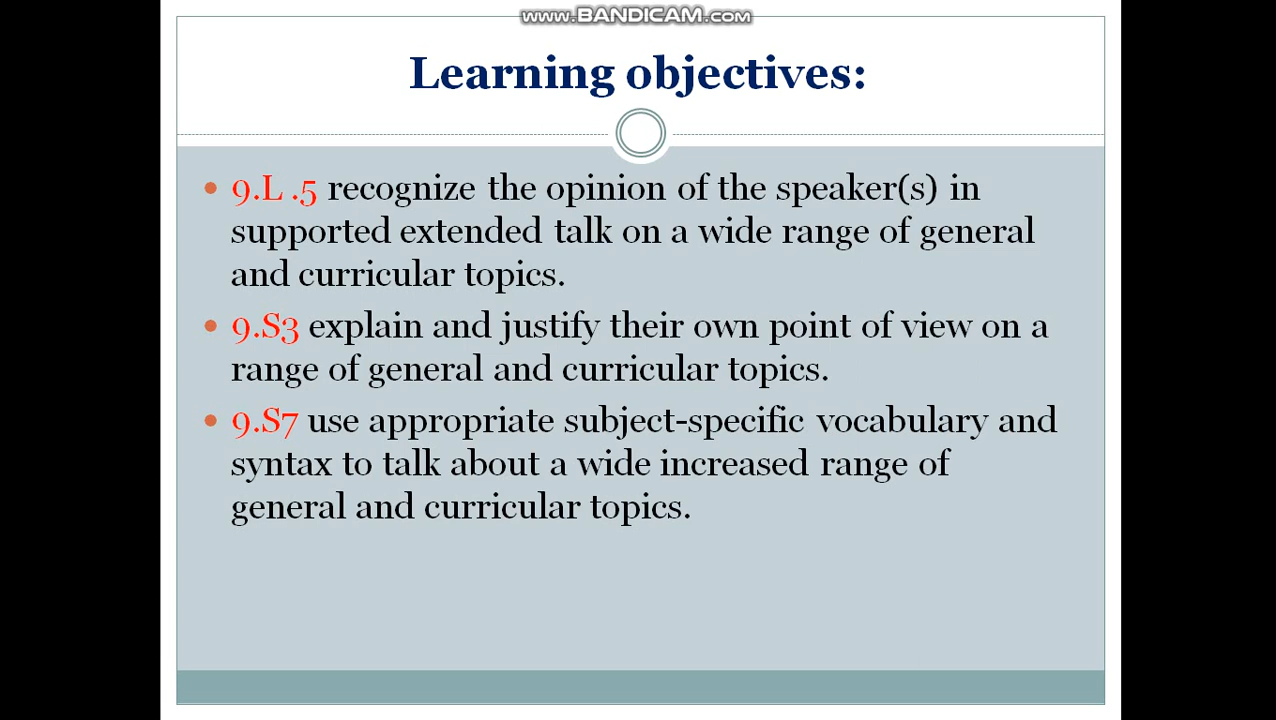 www.BANDICAM.com
Learning objectives:
9.L .5 recognize the opinion of the speaker(s) in
supported extended talk on a wide range of general
and curricular topics.
9.S3 explain and justify their own point of view on a
range of general and curricular topics.
9.S7 use appropriate subject-specific vocabulary and
syntax to talk about a wide increased range of
general and curricular topics.